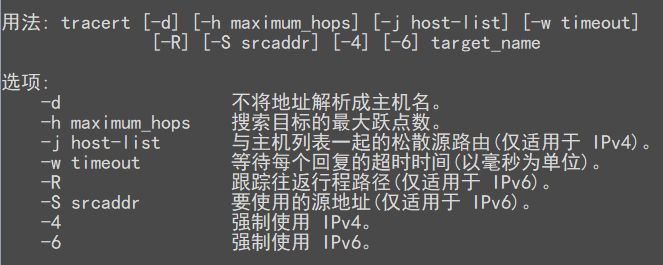 用法: tracert [-d] [-h maximum_hops] [-j host-list] [-w timeout]
[-R] [-S srcaddr] [-4] [-6] target_name
选项:
-d 不将地址解析成主机名。
-h maximum_hops 搜索目标的最大跃点数。
-j host-list 与主机列表一起的松散源路由(仅适用于 IPv4)。
-w timeout 等待每个回复的超时时间(以毫秒为单位)。
-R 跟踪往返行程路径(仅适用于 IPv6)。
-S srcaddr 要使用的源地址(仅适用于 IPv6)。
-4 强制使用 IPv4。
-6 强制使用 IPv6。